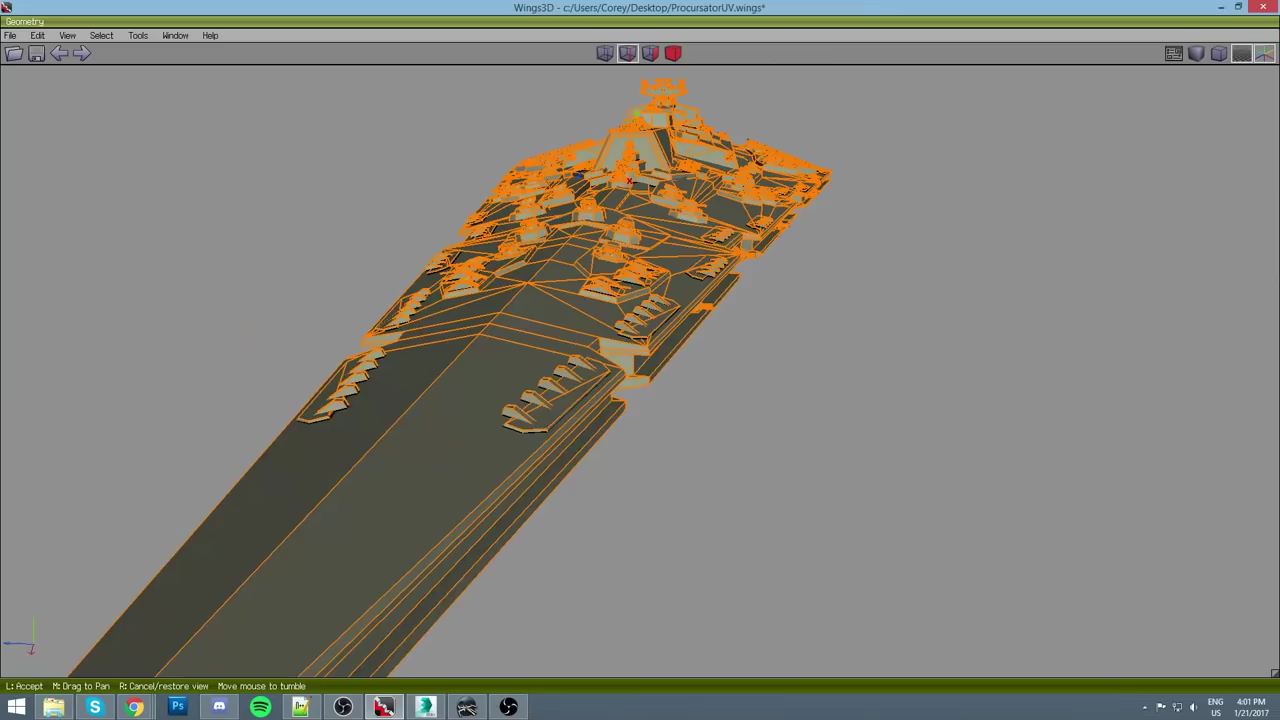 Wings3D - c:/Users/Corey/Desktop/ProcursatorUV.wings*
Geometry
File Edit View Select Tools Window Help
L: Accept M: Drag to Pan R: Cancel/restore view Move mouse to tumble
Ps
ENG 4:01 PM
US 1/21/2017